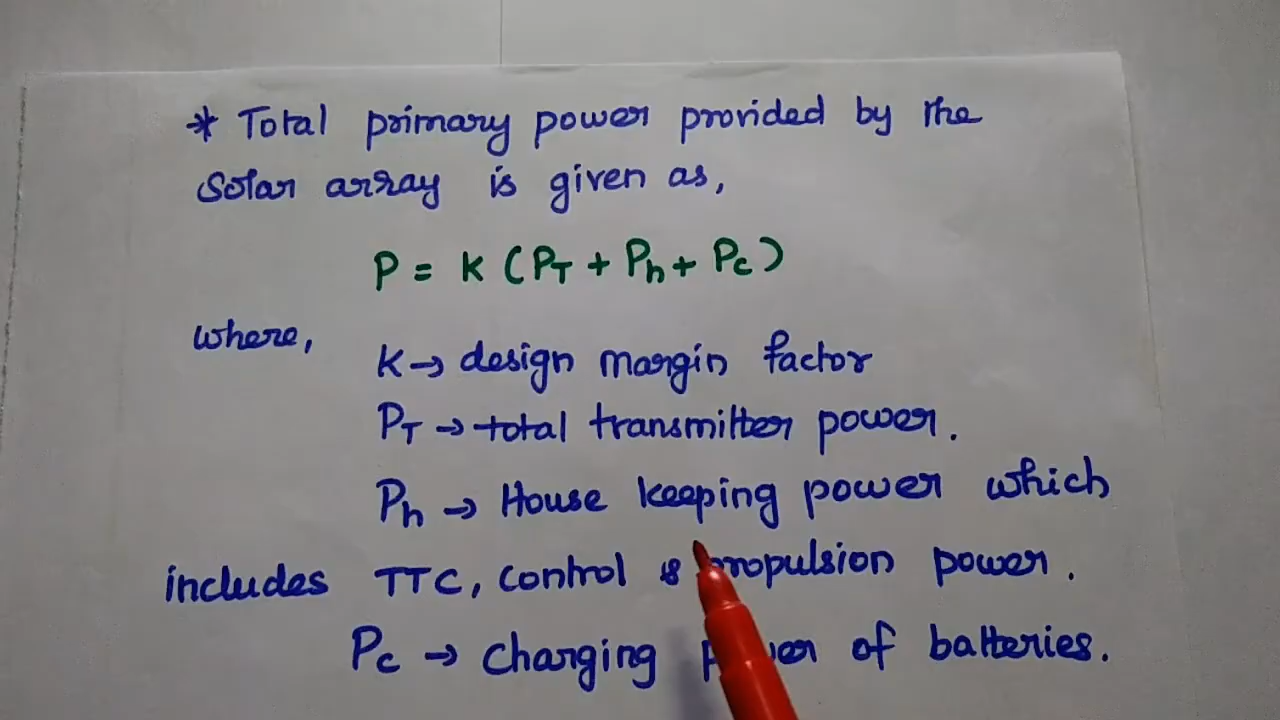 * Total primary power provided by the
Solar array is given as,
P = K (PT + Ph + Pc)
where,
K → design margin factor
PT → total transmitter power.
Ph → House keeping power which
includes TTC, control & propulsion power.
Pc → charging power of batteries.